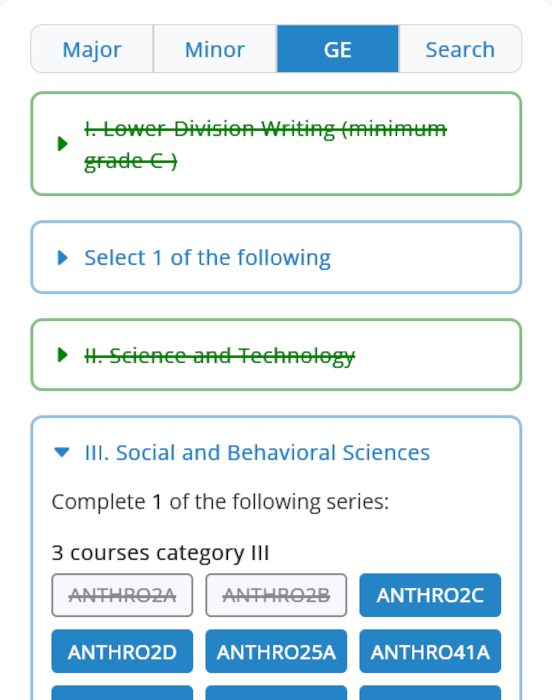 Major Minor GE Search
I. Lower-Division Writing (minimum
grade C )
Select 1 of the following
II. Science and Technology
III. Social and Behavioral Sciences
Complete 1 of the following series:
3 courses category III
ANTHRO2A ANTHRO2B ANTHRO2C
ANTHRO2D ANTHRO25A ANTHRO41A